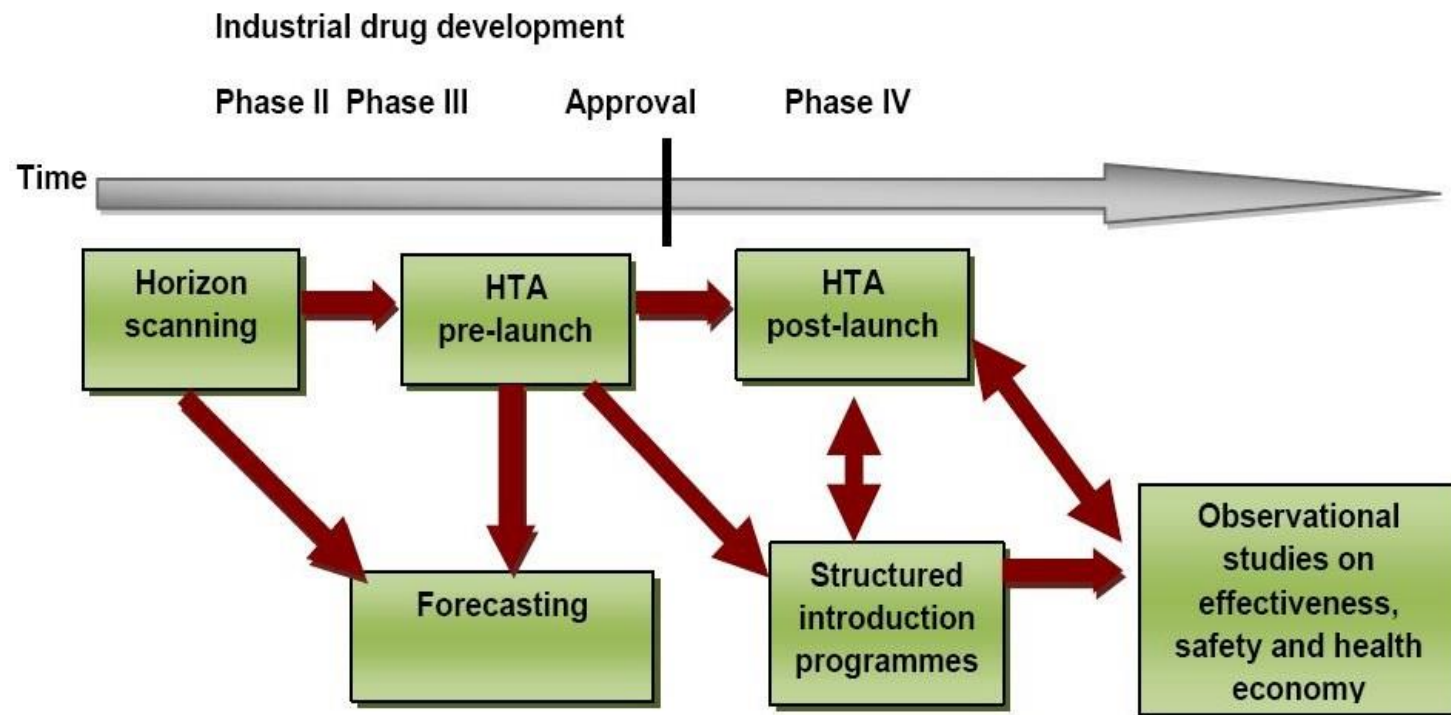 Industrial drug development
Phase II Phase III Approval Phase IV
Time
Horizon
scanning
HTA
pre-launch
HTA
post-launch
Forecasting
Structured
introduction
programmes
Observational
studies on
effectiveness,
safety and health
economy